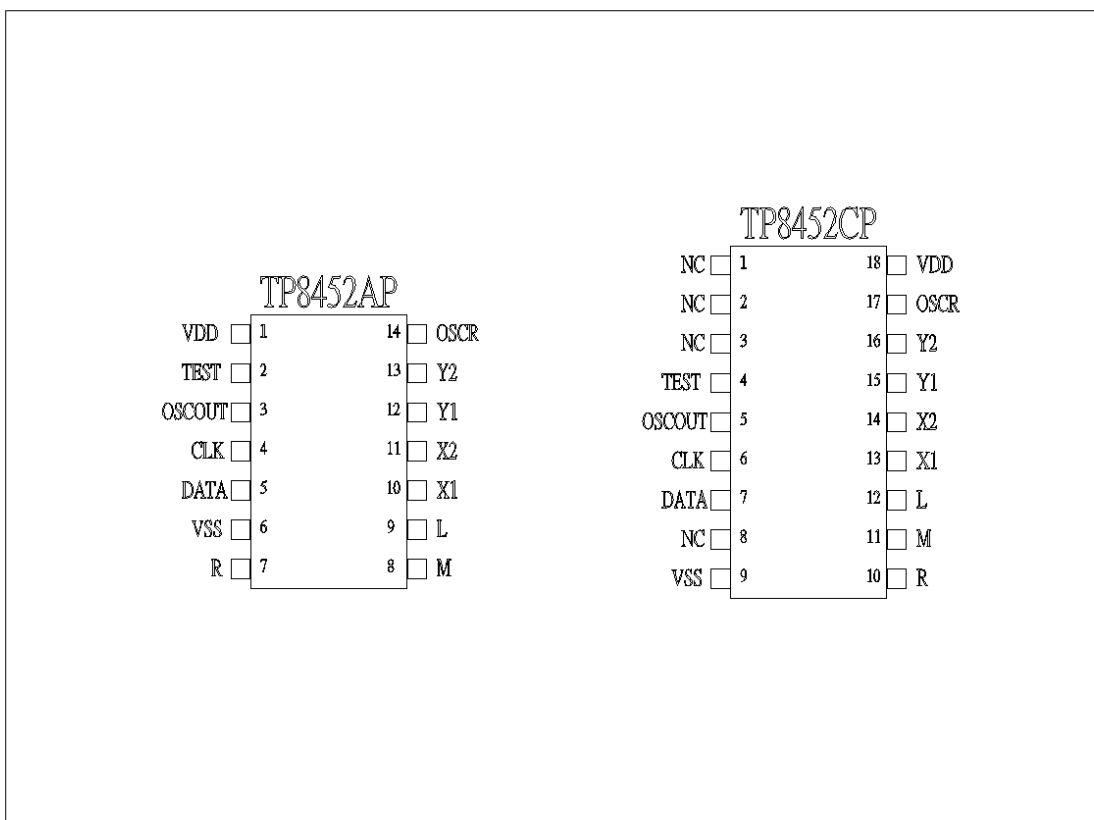 TP8452AP
VDD 1 14 OSCR
TEST 2 13 Y2
OSCOUT 3 12 Y1
CLK 4 11 X2
DATA 5 10 X1
VSS 6 9 L
R 7 8 M
TP8452CP
NC 1 18 VDD
NC 2 17 OSCR
NC 3 16 Y2
TEST 4 15 Y1
OSCOUT 5 14 X2
CLK 6 13 X1
DATA 7 12 L
NC 8 11 M
VSS 9 10 R